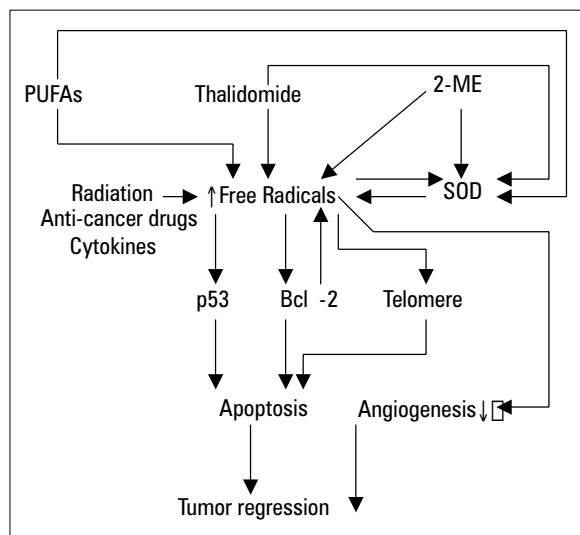 PUFAs
Thalidomide
2-ME
Radiation
Anti-cancer drugs
Cytokines
↑ Free Radicals
SOD
p53
Bcl -2
Telomere
Apoptosis
Angiogenesis ↓
Tumor regression